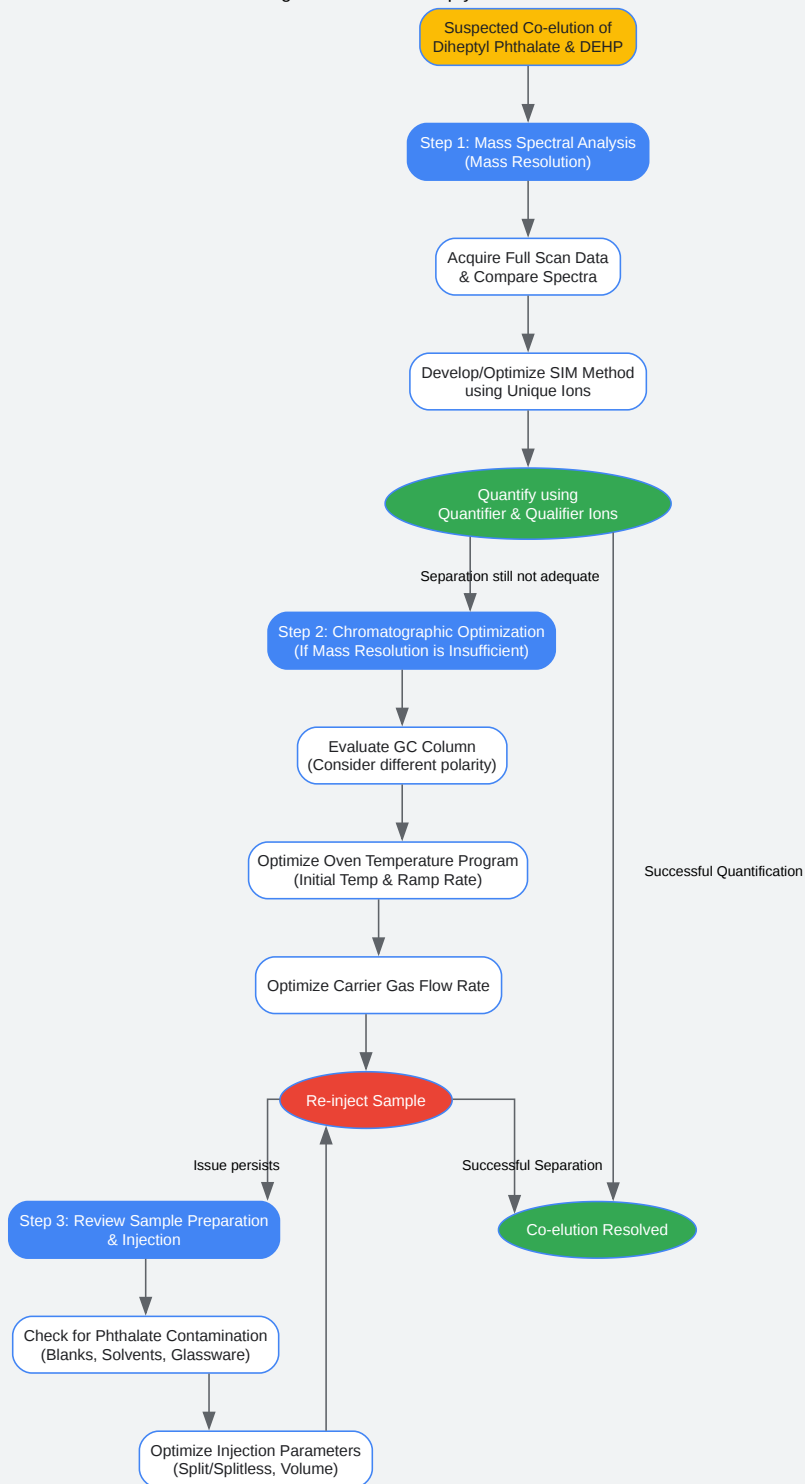 Suspected Co-elution of
Diheptyl Phthalate & DEHP
Step 1: Mass Spectral Analysis
(Mass Resolution)
Acquire Full Scan Data
& Compare Spectra
Develop/Optimize SIM Method
using Unique Ions
Quantify using
Quantifier & Qualifier Ions
Separation still not adequate
Step 2: Chromatographic Optimization
(If Mass Resolution is Insufficient)
Evaluate GC Column
(Consider different polarity)
Optimize Oven Temperature Program
(Initial Temp & Ramp Rate)
Successful Quantification
Optimize Carrier Gas Flow Rate
Re-inject Sample
Issue persists
Successful Separation
Step 3: Review Sample Preparation
& Injection
Co-elution Resolved
Check for Phthalate Contamination
(Blanks, Solvents, Glassware)
Optimize Injection Parameters
(Split/Splitless, Volume)